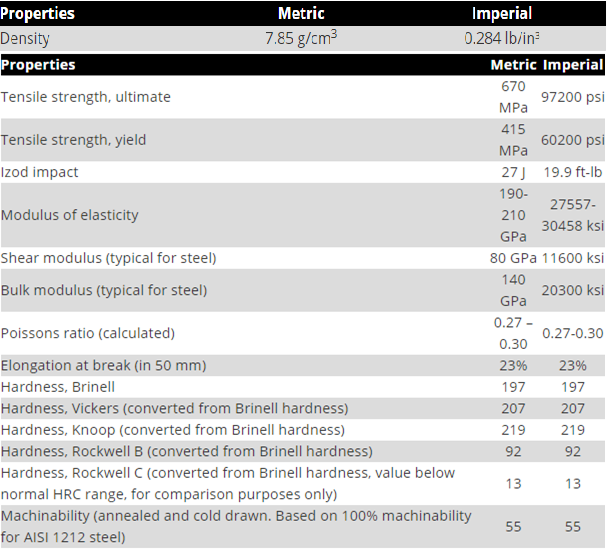 Properties Metric Imperial
Density 7.85 g/cm³ 0.284 lb/in³
Properties Metric Imperial
Tensile strength, ultimate 670 MPa 97200 psi
Tensile strength, yield 415 MPa 60200 psi
Izod impact 27 J 19.9 ft-lb
Modulus of elasticity 190-210 GPa 27557-30458 ksi
Shear modulus (typical for steel) 80 GPa 11600 ksi
Bulk modulus (typical for steel) 140 GPa 20300 ksi
Poissons ratio (calculated) 0.27 – 0.30 0.27-0.30
Elongation at break (in 50 mm) 23% 23%
Hardness, Brinell 197 197
Hardness, Vickers (converted from Brinell hardness) 207 207
Hardness, Knoop (converted from Brinell hardness) 219 219
Hardness, Rockwell B (converted from Brinell hardness) 92 92
Hardness, Rockwell C (converted from Brinell hardness, value below
normal HRC range, for comparison purposes only) 13 13
Machinability (annealed and cold drawn. Based on 100% machinability
for AISI 1212 steel) 55 55